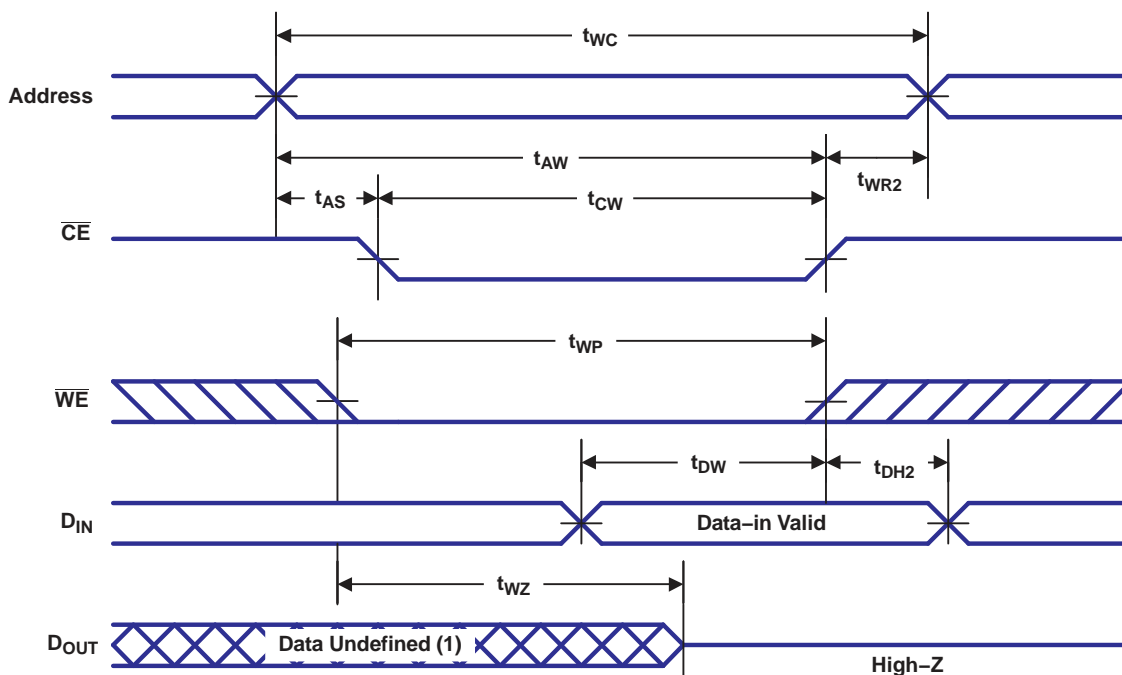 tWC
Address
tAW
tWR2
tAS
tCW
CE
tWP
WE
tDW
tDH2
DIN
Data–in Valid
tWZ
DOUT
Data Undefined (1)
High–Z